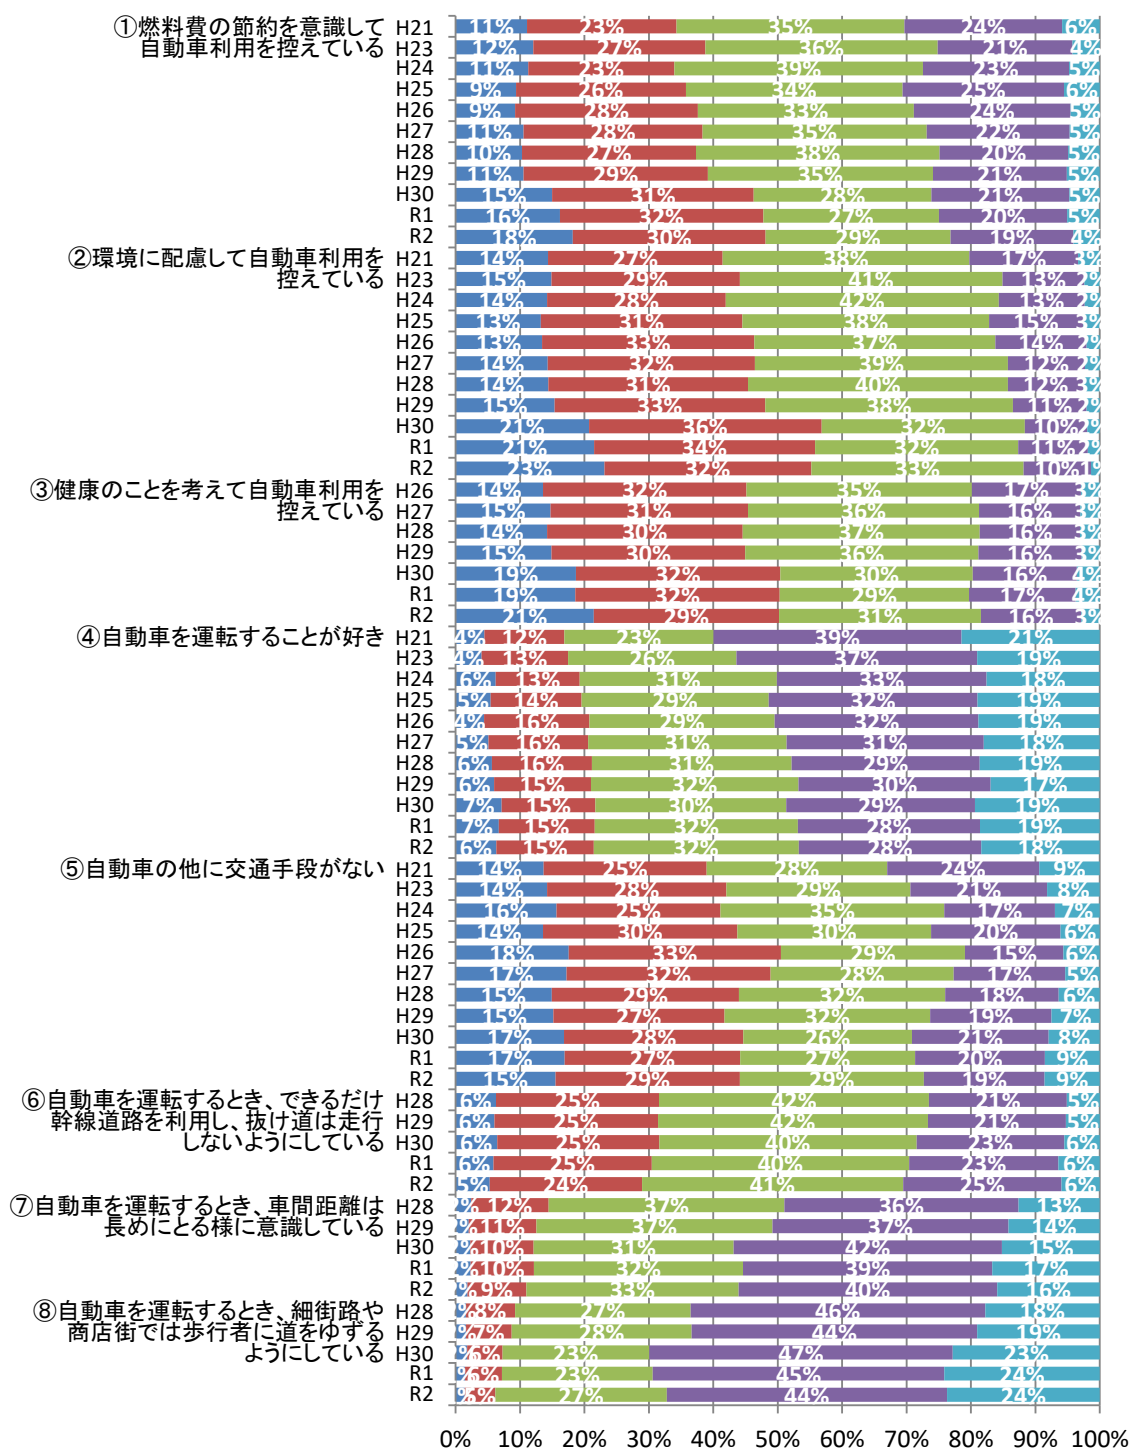 ①燃料費の節約を意識して H21 11% 23% 35% 24% 6%
自動車利用を控えている H23 12% 27% 36% 21% 4%
H24 11% 23% 39% 23% 5%
H25 9% 26% 34% 25% 6%
H26 9% 28% 33% 24% 5%
H27 11% 28% 35% 22% 5%
H28 10% 27% 38% 20% 5%
H29 11% 29% 35% 21% 5%
H30 15% 31% 28% 21% 5%
R1 16% 32% 27% 20% 5%
R2 18% 30% 29% 19% 4%
②環境に配慮して自動車利用を H21 14% 27% 38% 17% 3%
控えている H23 15% 29% 41% 13% 2%
H24 14% 28% 42% 13% 2%
H25 13% 31% 38% 15% 3%
H26 13% 33% 37% 14% 2%
H27 14% 32% 39% 12% 2%
H28 14% 31% 40% 12% 3%
H29 15% 33% 38% 11% 2%
H30 21% 36% 32% 10% 2%
R1 21% 34% 32% 11% 2%
R2 23% 32% 33% 10% 1%
③健康のことを考えて自動車利用を H26 14% 32% 35% 17% 3%
控えている H27 15% 31% 36% 16% 3%
H28 14% 30% 37% 16% 3%
H29 15% 30% 36% 16% 3%
H30 19% 32% 30% 16% 4%
R1 19% 32% 29% 17% 4%
R2 21% 29% 31% 16% 3%
④自動車を運転することが好き H21 4% 12% 23% 39% 21%
H23 4% 13% 26% 37% 19%
H24 6% 13% 31% 33% 18%
H25 5% 14% 29% 32% 19%
H26 4% 16% 29% 32% 19%
H27 5% 16% 31% 31% 18%
H28 6% 16% 31% 29% 19%
H29 6% 15% 32% 30% 17%
H30 7% 15% 30% 29% 19%
R1 7% 15% 32% 28% 19%
R2 6% 15% 32% 28% 18%
⑤自動車の他に交通手段がない H21 14% 25% 28% 24% 9%
H23 14% 28% 29% 21% 8%
H24 16% 25% 35% 17% 7%
H25 14% 30% 30% 20% 6%
H26 18% 33% 29% 15% 6%
H27 17% 32% 28% 17% 5%
H28 15% 29% 32% 18% 6%
H29 15% 27% 32% 19% 7%
H30 17% 28% 26% 21% 8%
R1 17% 27% 27% 20% 9%
R2 15% 29% 29% 19% 9%
⑥自動車を運転するとき、できるだけ H28 6% 25% 42% 21% 5%
幹線道路を利用し、抜け道は走行 H29 6% 25% 42% 21% 5%
しないようにしている H30 6% 25% 40% 23% 6%
R1 6% 25% 40% 23% 6%
R2 5% 24% 41% 25% 6%
⑦自動車を運転するとき、車間距離は H28 % 12% 37% 36% 13%
長めにとる様に意識している H29 % 11% 37% 37% 14%
H30 2% 10% 31% 42% 15%
R1 % 10% 32% 39% 17%
R2 % 9% 33% 40% 16%
⑧自動車を運転するとき、細街路や H28 % 8% 27% 46% 18%
商店街では歩行者に道をゆずる H29 % 7% 28% 44% 19%
ようにしている H30 % 6% 23% 47% 23%
R1 % 6% 23% 45% 24%
R2 % 5% 27% 44% 24%
0% 10% 20% 30% 40% 50% 60% 70% 80% 90% 100%